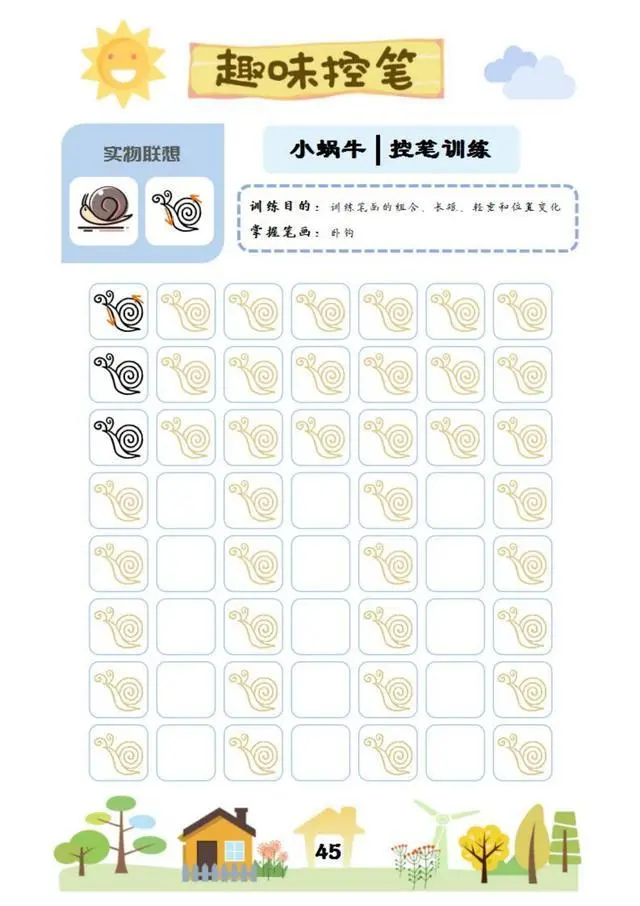 趣味控笔
实物联想
小蜗牛|控笔训练
训练目的：训练笔画的组合、长短、轻重和位置变化
掌握笔画：卧钩
45